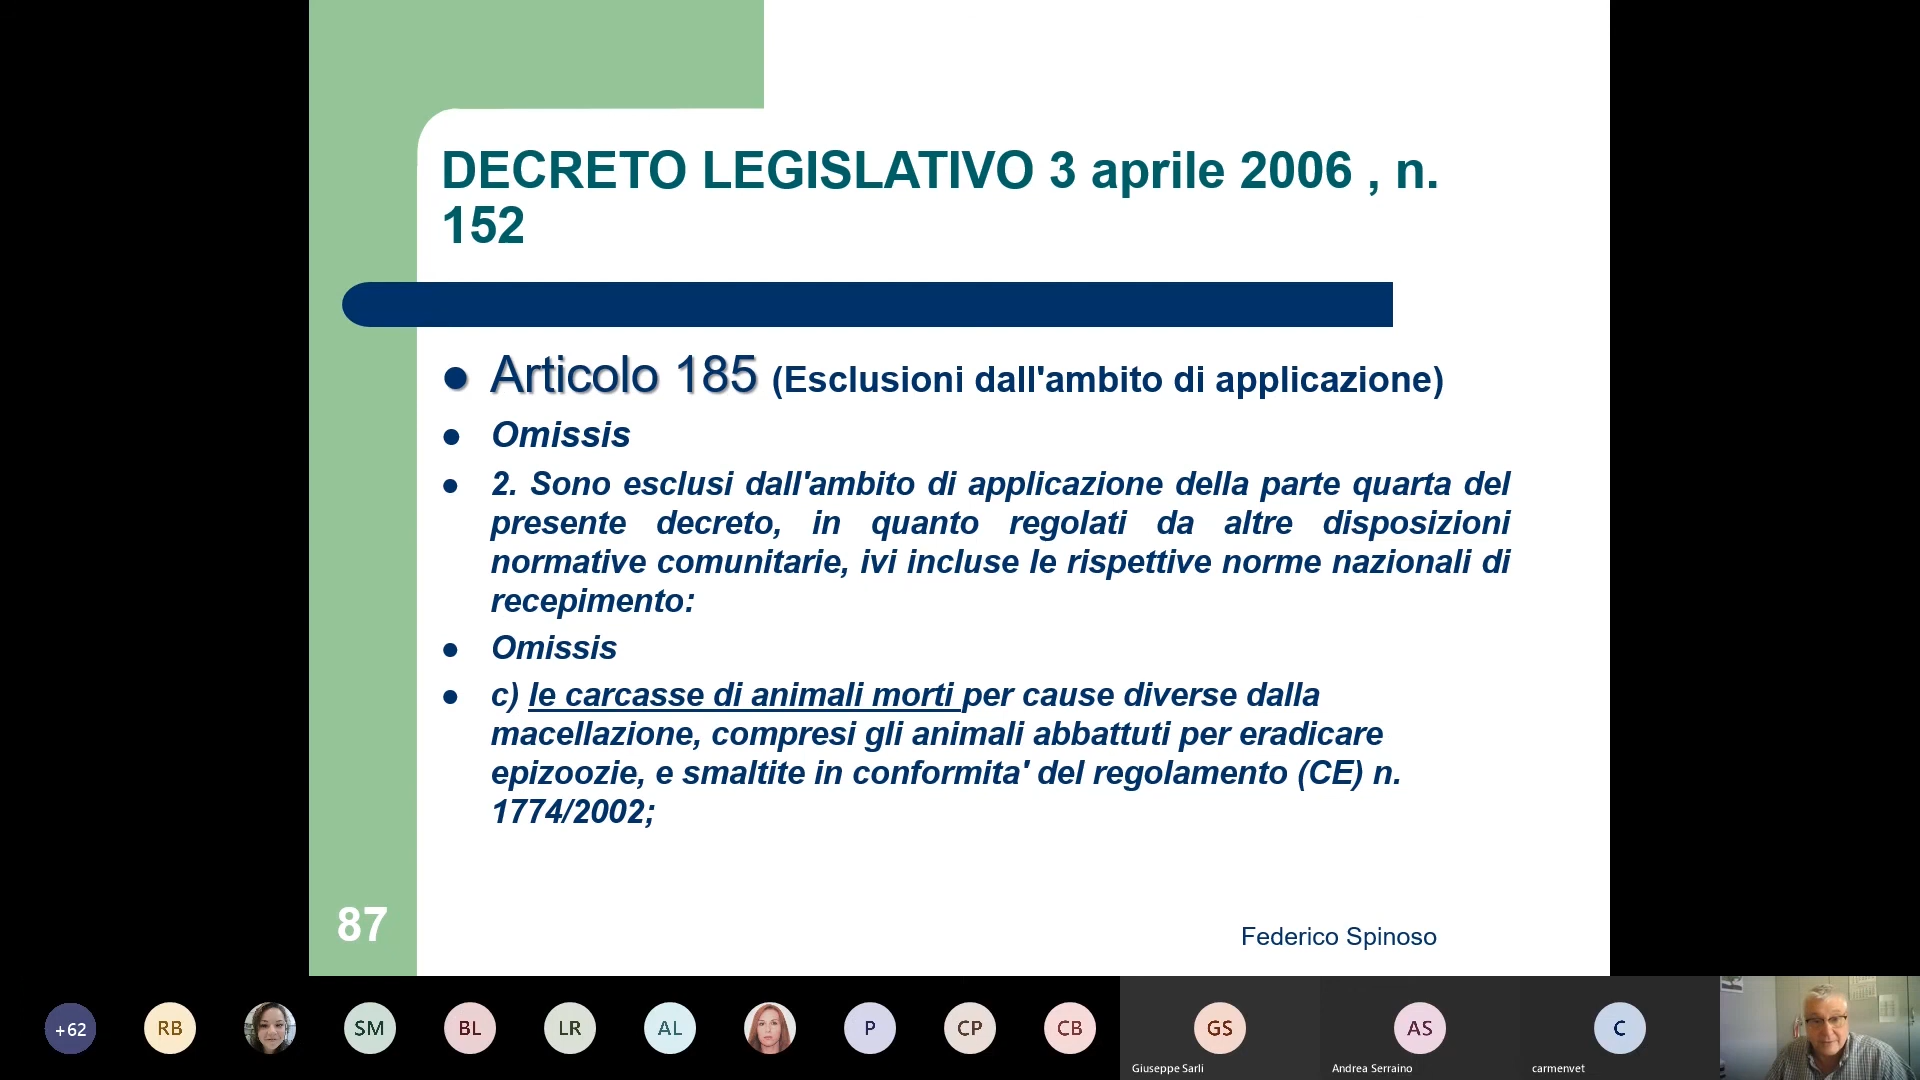 DECRETO LEGISLATIVO 3 aprile 2006 , n.
152
● Articolo 185 (Esclusioni dall'ambito di applicazione)
● Omissis
● 2. Sono esclusi dall'ambito di applicazione della parte quarta del
presente decreto, in quanto regolati da altre disposizioni
normative comunitarie, ivi incluse le rispettive norme nazionali di
recepimento:
● Omissis
● c) le carcasse di animali morti per cause diverse dalla
macellazione, compresi gli animali abbattuti per eradicare
epizoozie, e smaltite in conformita' del regolamento (CE) n.
1774/2002;
87
Federico Spinoso
+62 RB SM BL LR AL P CP CB GS AS C
Giuseppe Sarli Andrea Serraino carmenvet